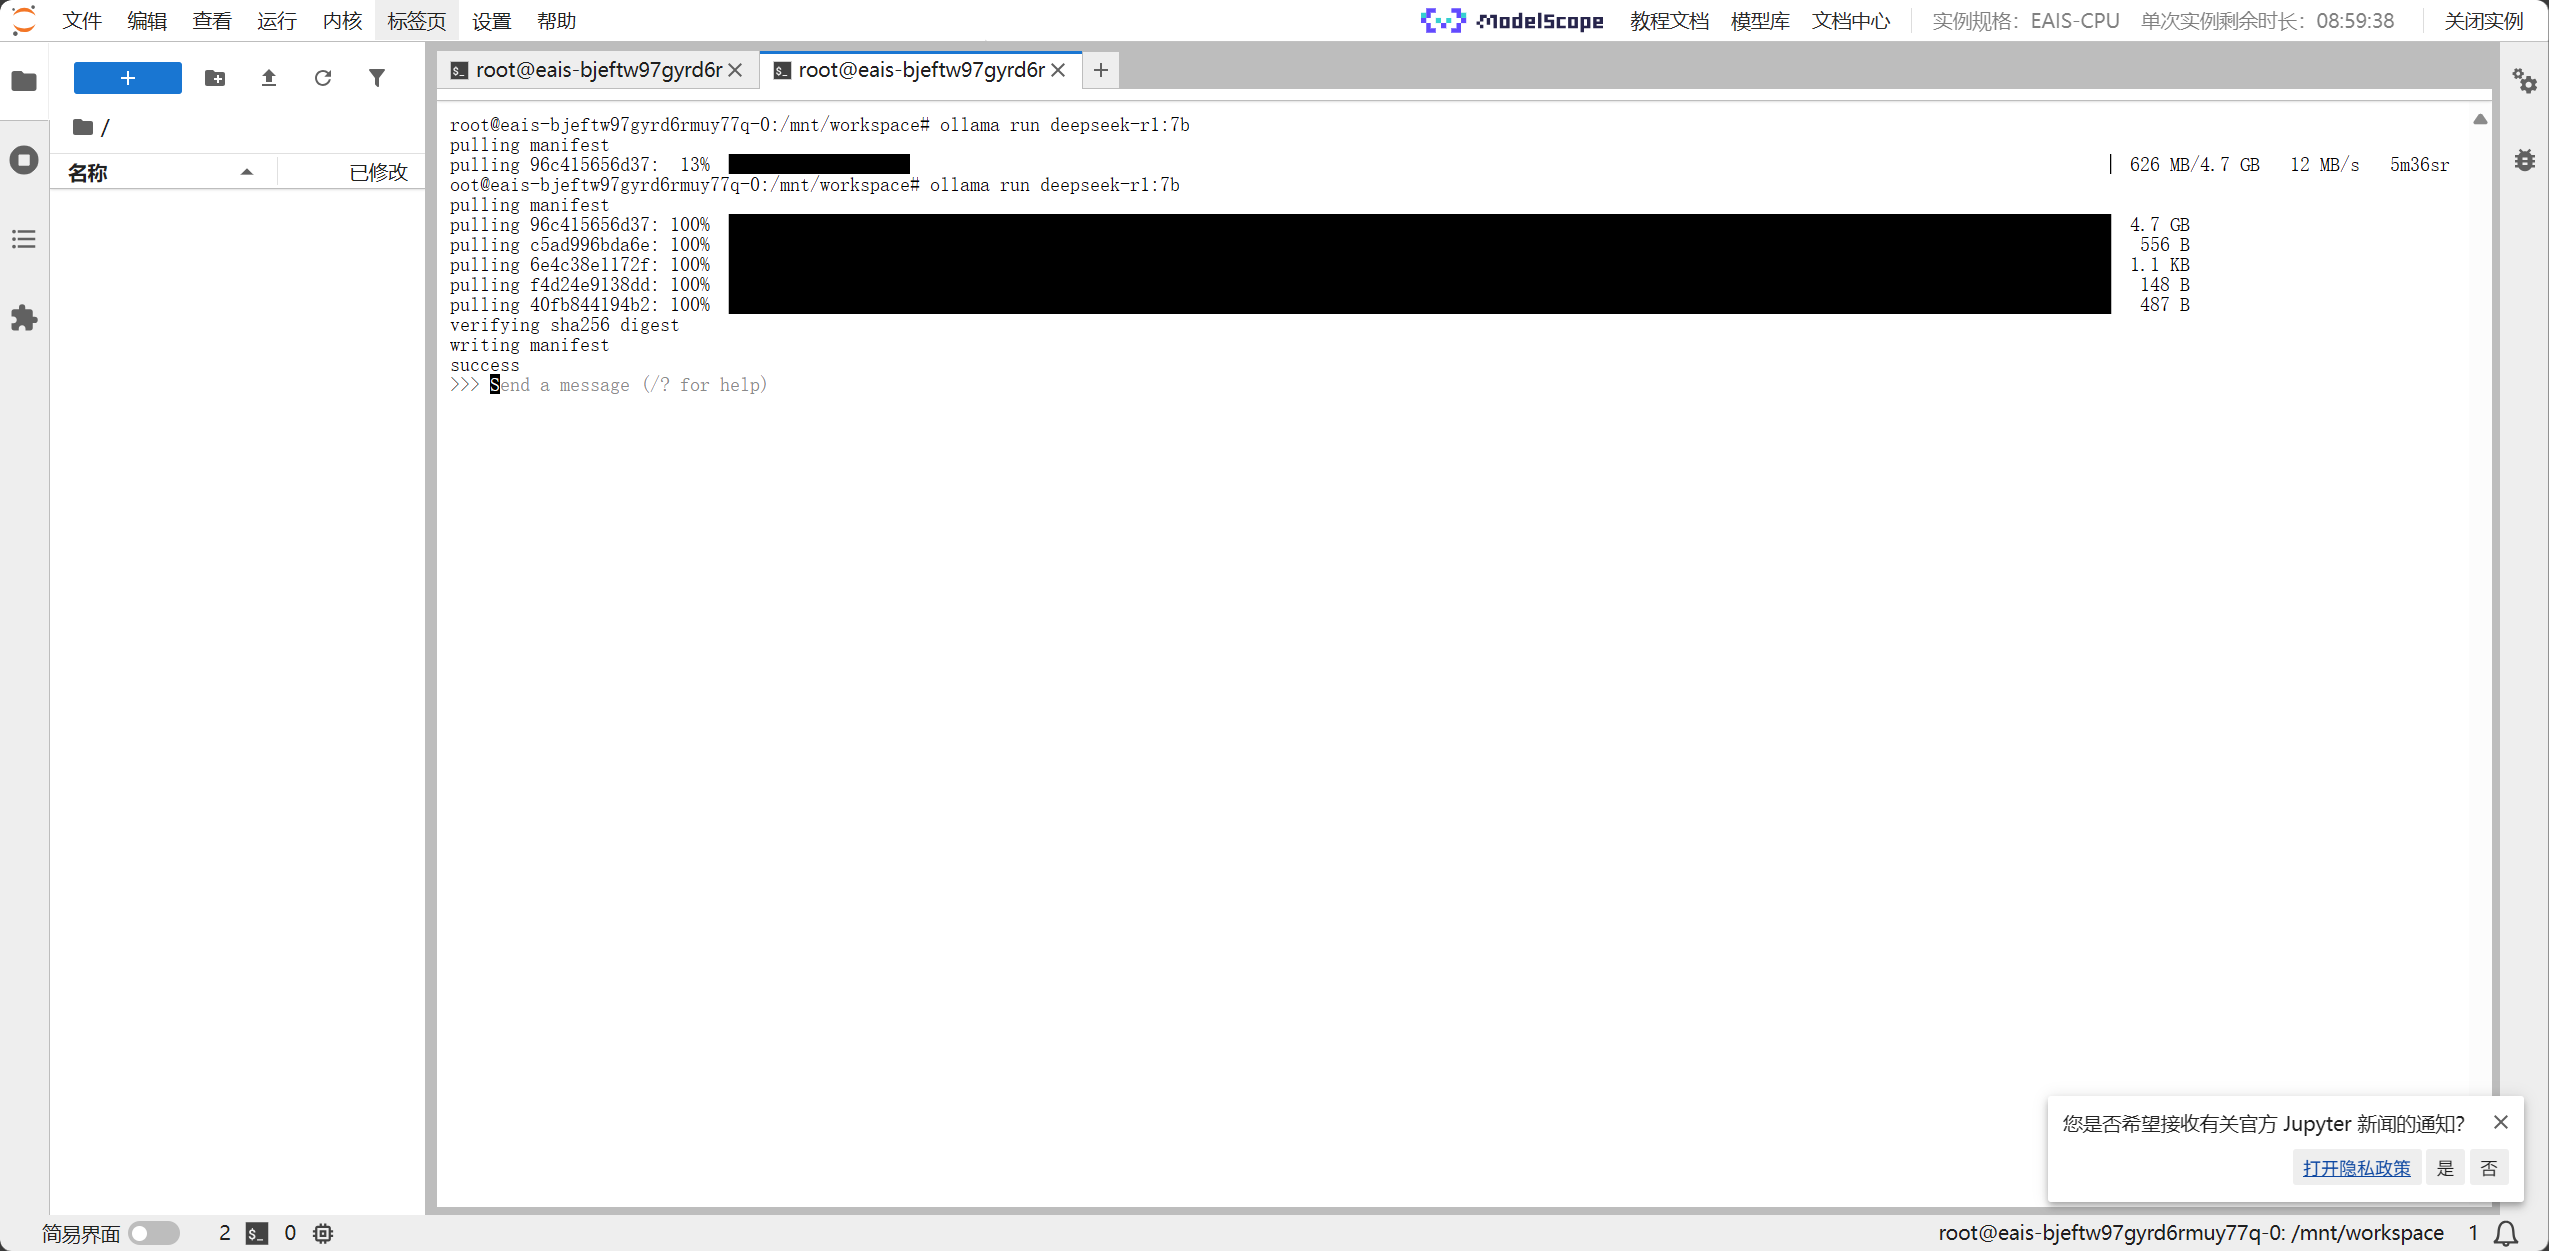 文件 编辑 查看 运行 内核 标签页 设置 帮助
ModelScope 教程文档 模型库 文档中心 实例规格: EAIS-CPU 单次实例剩余时长: 08:59:38 关闭实例
root@eais-bjeftw97gyrd6r
root@eais-bjeftw97gyrd6r
/
名称 已修改
root@eais-bjeftw97gyrd6rmuy77q-0:/mnt/workspace# ollama run deepseek-r1:7b
pulling manifest
pulling 96c415656d37: 13% 626 MB/4.7 GB 12 MB/s 5m36sr
oot@eais-bjeftw97gyrd6rmuy77q-0:/mnt/workspace# ollama run deepseek-r1:7b
pulling manifest
pulling 96c415656d37: 100% 4.7 GB
pulling c5ad996bda6e: 100% 556 B
pulling 6e4c38e1172f: 100% 1.1 KB
pulling f4d24e9138dd: 100% 148 B
pulling 40fb844194b2: 100% 487 B
verifying sha256 digest
writing manifest
success
>>> Send a message (/? for help)
您是否希望接收有关官方 Jupyter 新闻的通知?
打开隐私政策 是 否
简易界面 2 $_ 0 root@eais-bjeftw97gyrd6rmuy77q-0: /mnt/workspace 1